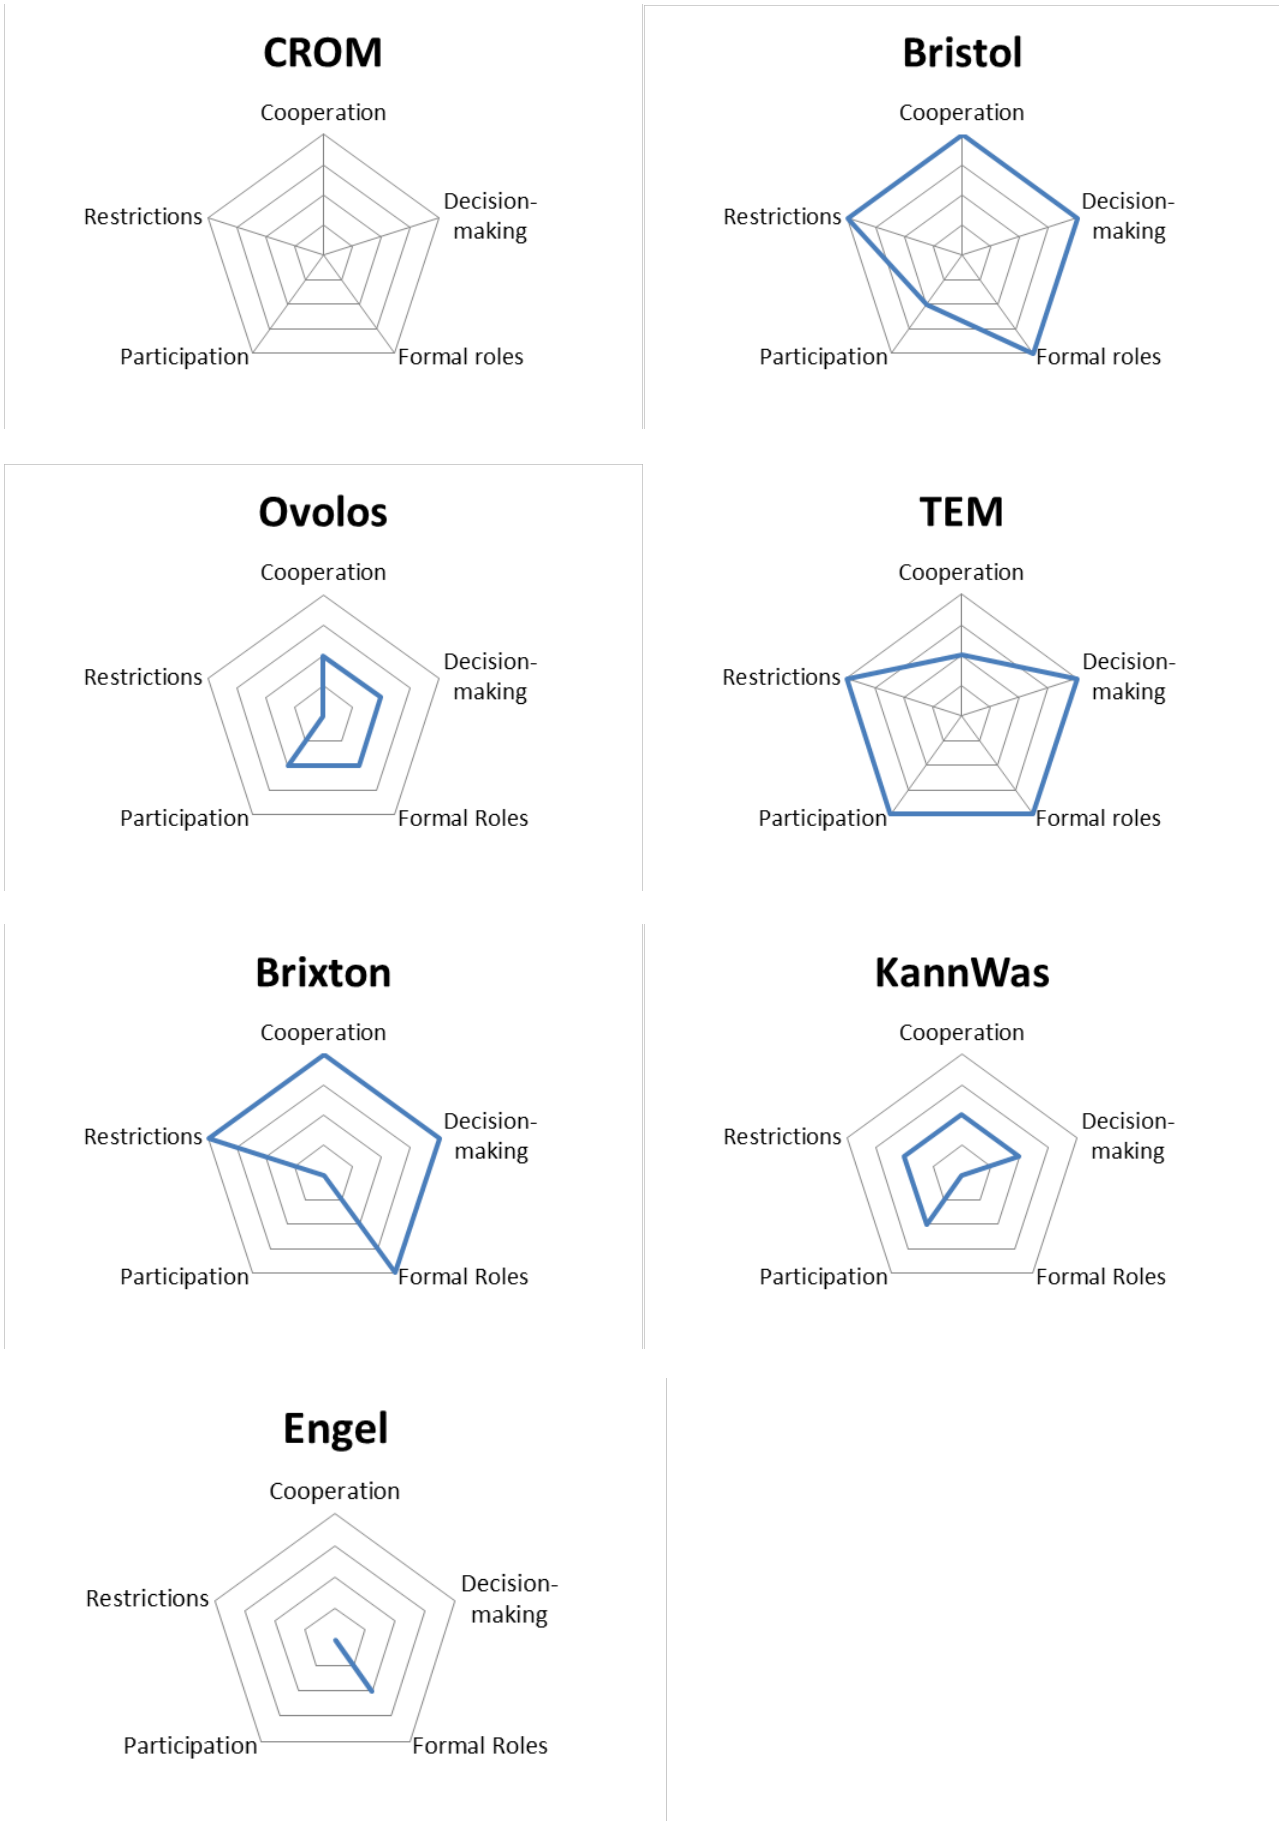 CROM
Cooperation
Decision-
making
Restrictions
Participation
Formal roles
Bristol
Cooperation
Decision-
making
Restrictions
Participation
Formal roles
Ovolos
Cooperation
Decision-
making
Restrictions
Participation
Formal Roles
TEM
Cooperation
Decision-
making
Restrictions
Participation
Formal roles
Brixton
Cooperation
Decision-
making
Restrictions
Participation
Formal Roles
KannWas
Cooperation
Decision-
making
Restrictions
Participation
Formal Roles
Engel
Cooperation
Decision-
making
Restrictions
Participation
Formal Roles